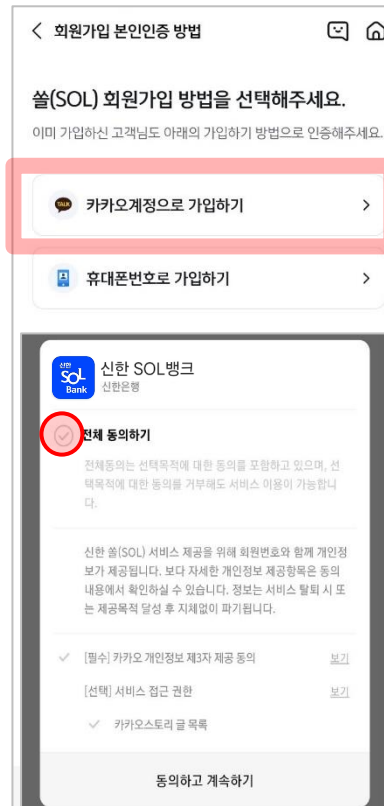 회원가입 본인인증 방법
쏠(SOL) 회원가입 방법을 선택해주세요.
이미 가입하신 고객님도 아래의 가입하기 방법으로 인증해주세요.
TALK 카카오계정으로 가입하기
휴대폰번호로 가입하기
신한 SOL Bank
신한 SOL뱅크
신한은행
전체 동의하기
전체동의는 선택목적에 대한 동의를 포함하고 있으며, 선
택목적에 대한 동의를 거부해도 서비스 이용이 가능합니
다.
신한 쏠(SOL) 서비스 제공을 위해 회원번호와 함께 개인정
보가 제공됩니다. 보다 자세한 개인정보 제공항목은 동의
내용에서 확인하실 수 있습니다. 정보는 서비스 탈퇴 시 또
는 제공목적 달성 후 지체없이 파기됩니다.
[필수] 카카오 개인정보 제3자 제공 동의 보기
[선택] 서비스 접근 권한 보기
카카오스토리 글 목록
동의하고 계속하기